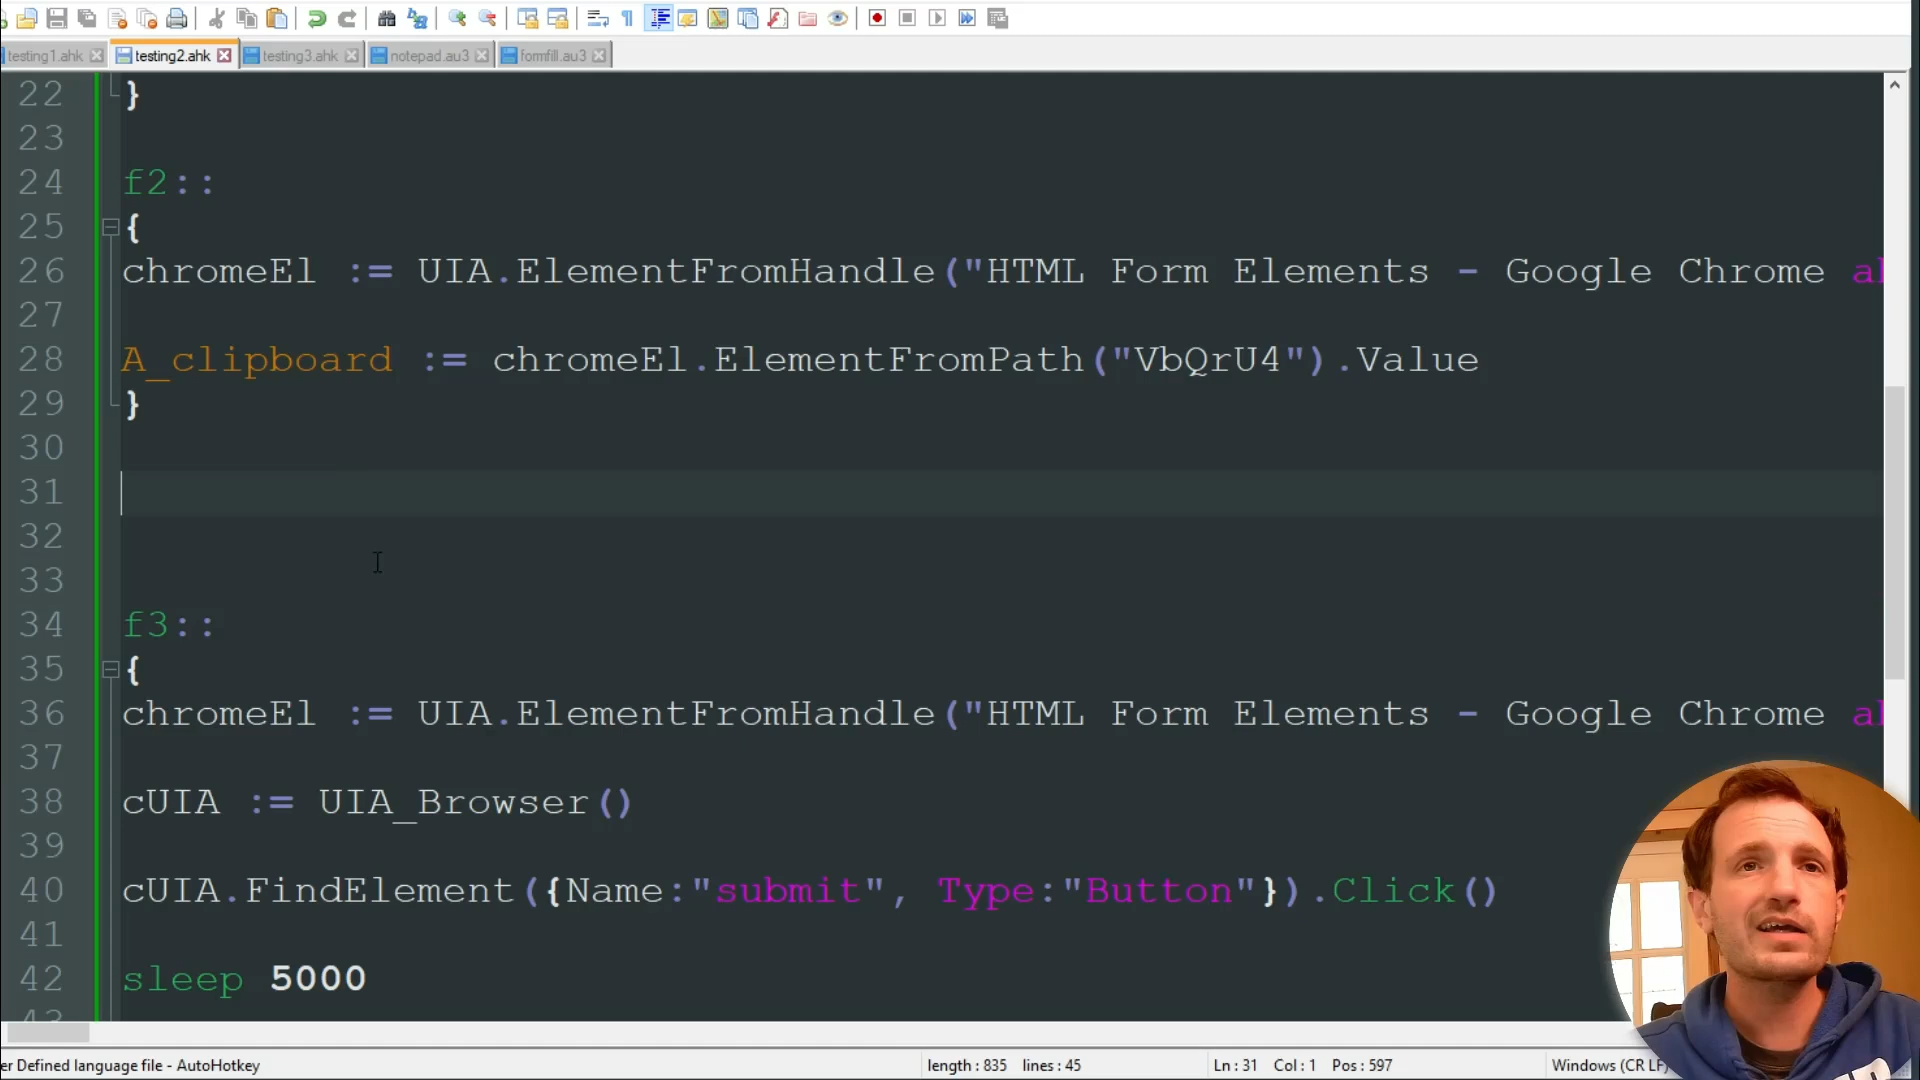 testing1.ahk testing2.ahk testing3.ahk notepad.au3 formfill.au3
22 }
23
24 f2::
25 {
26 chromeEl := UIA.ElementFromHandle("HTML Form Elements - Google Chrome
27
28 A_clipboard := chromeEl.ElementFromPath("VbQrU4").Value
29 }
30
31
32
33
34 f3::
35 {
36 chromeEl := UIA.ElementFromHandle("HTML Form Elements - Google Chrome
37
38 cUIA := UIA_Browser()
39
40 cUIA.FindElement({Name:"submit", Type:"Button"}).Click()
41
42 sleep 5000
43
er Defined language file - AutoHotkey length : 835 lines : 45 Ln : 31 Col : 1 Pos : 597 Windows (CR LF)